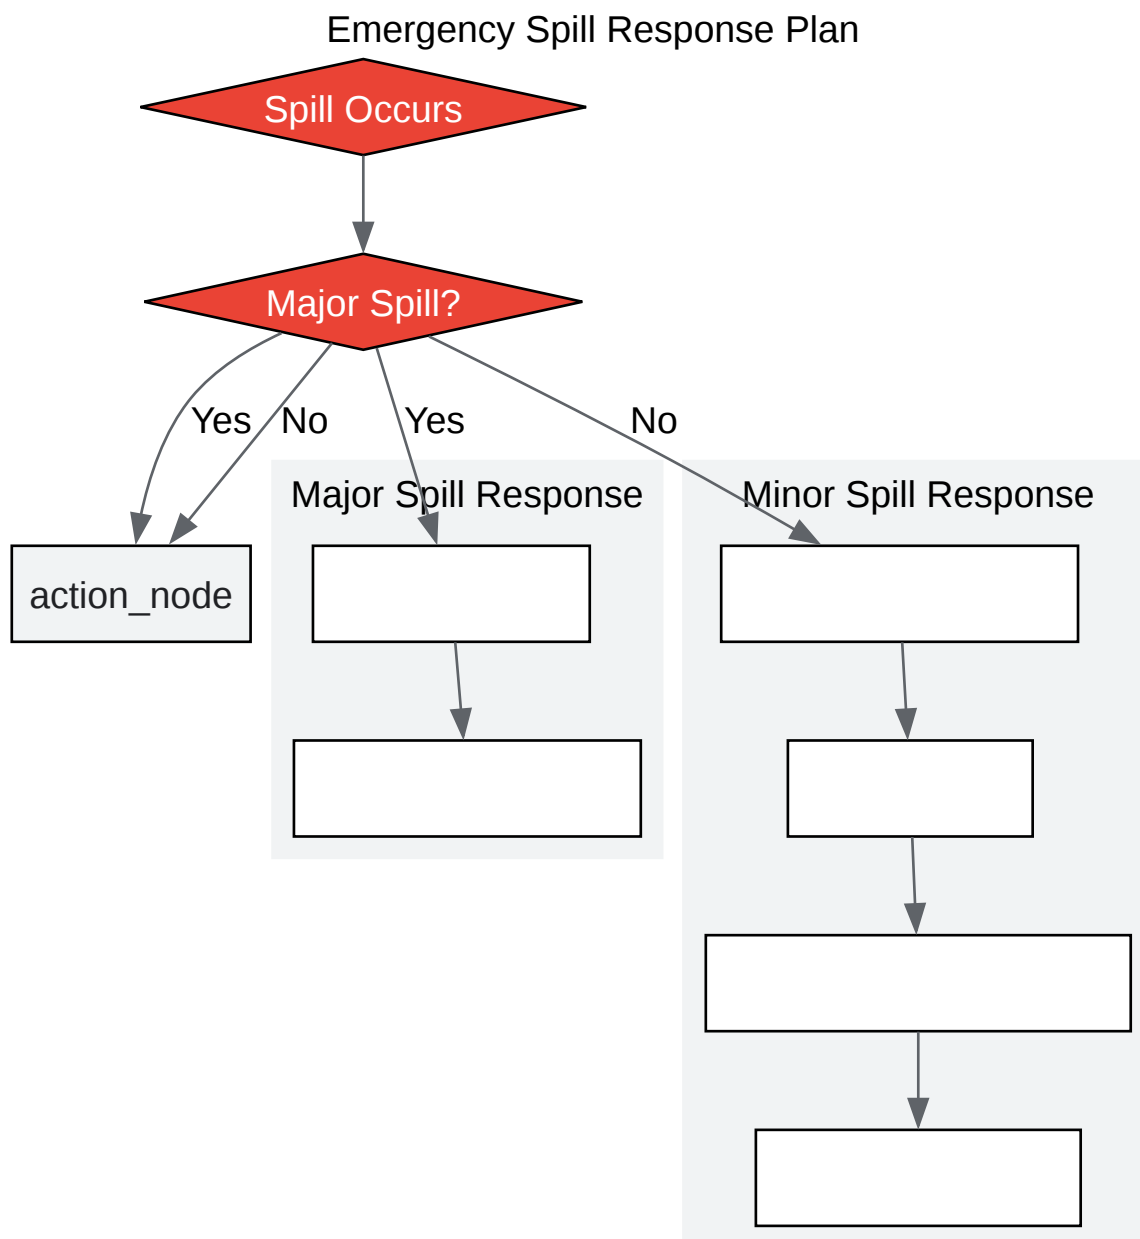 Emergency Spill Response Plan
Spill Occurs
Major Spill?
Yes
No
Yes
No
Major Spill Response
Minor Spill Response
action_node